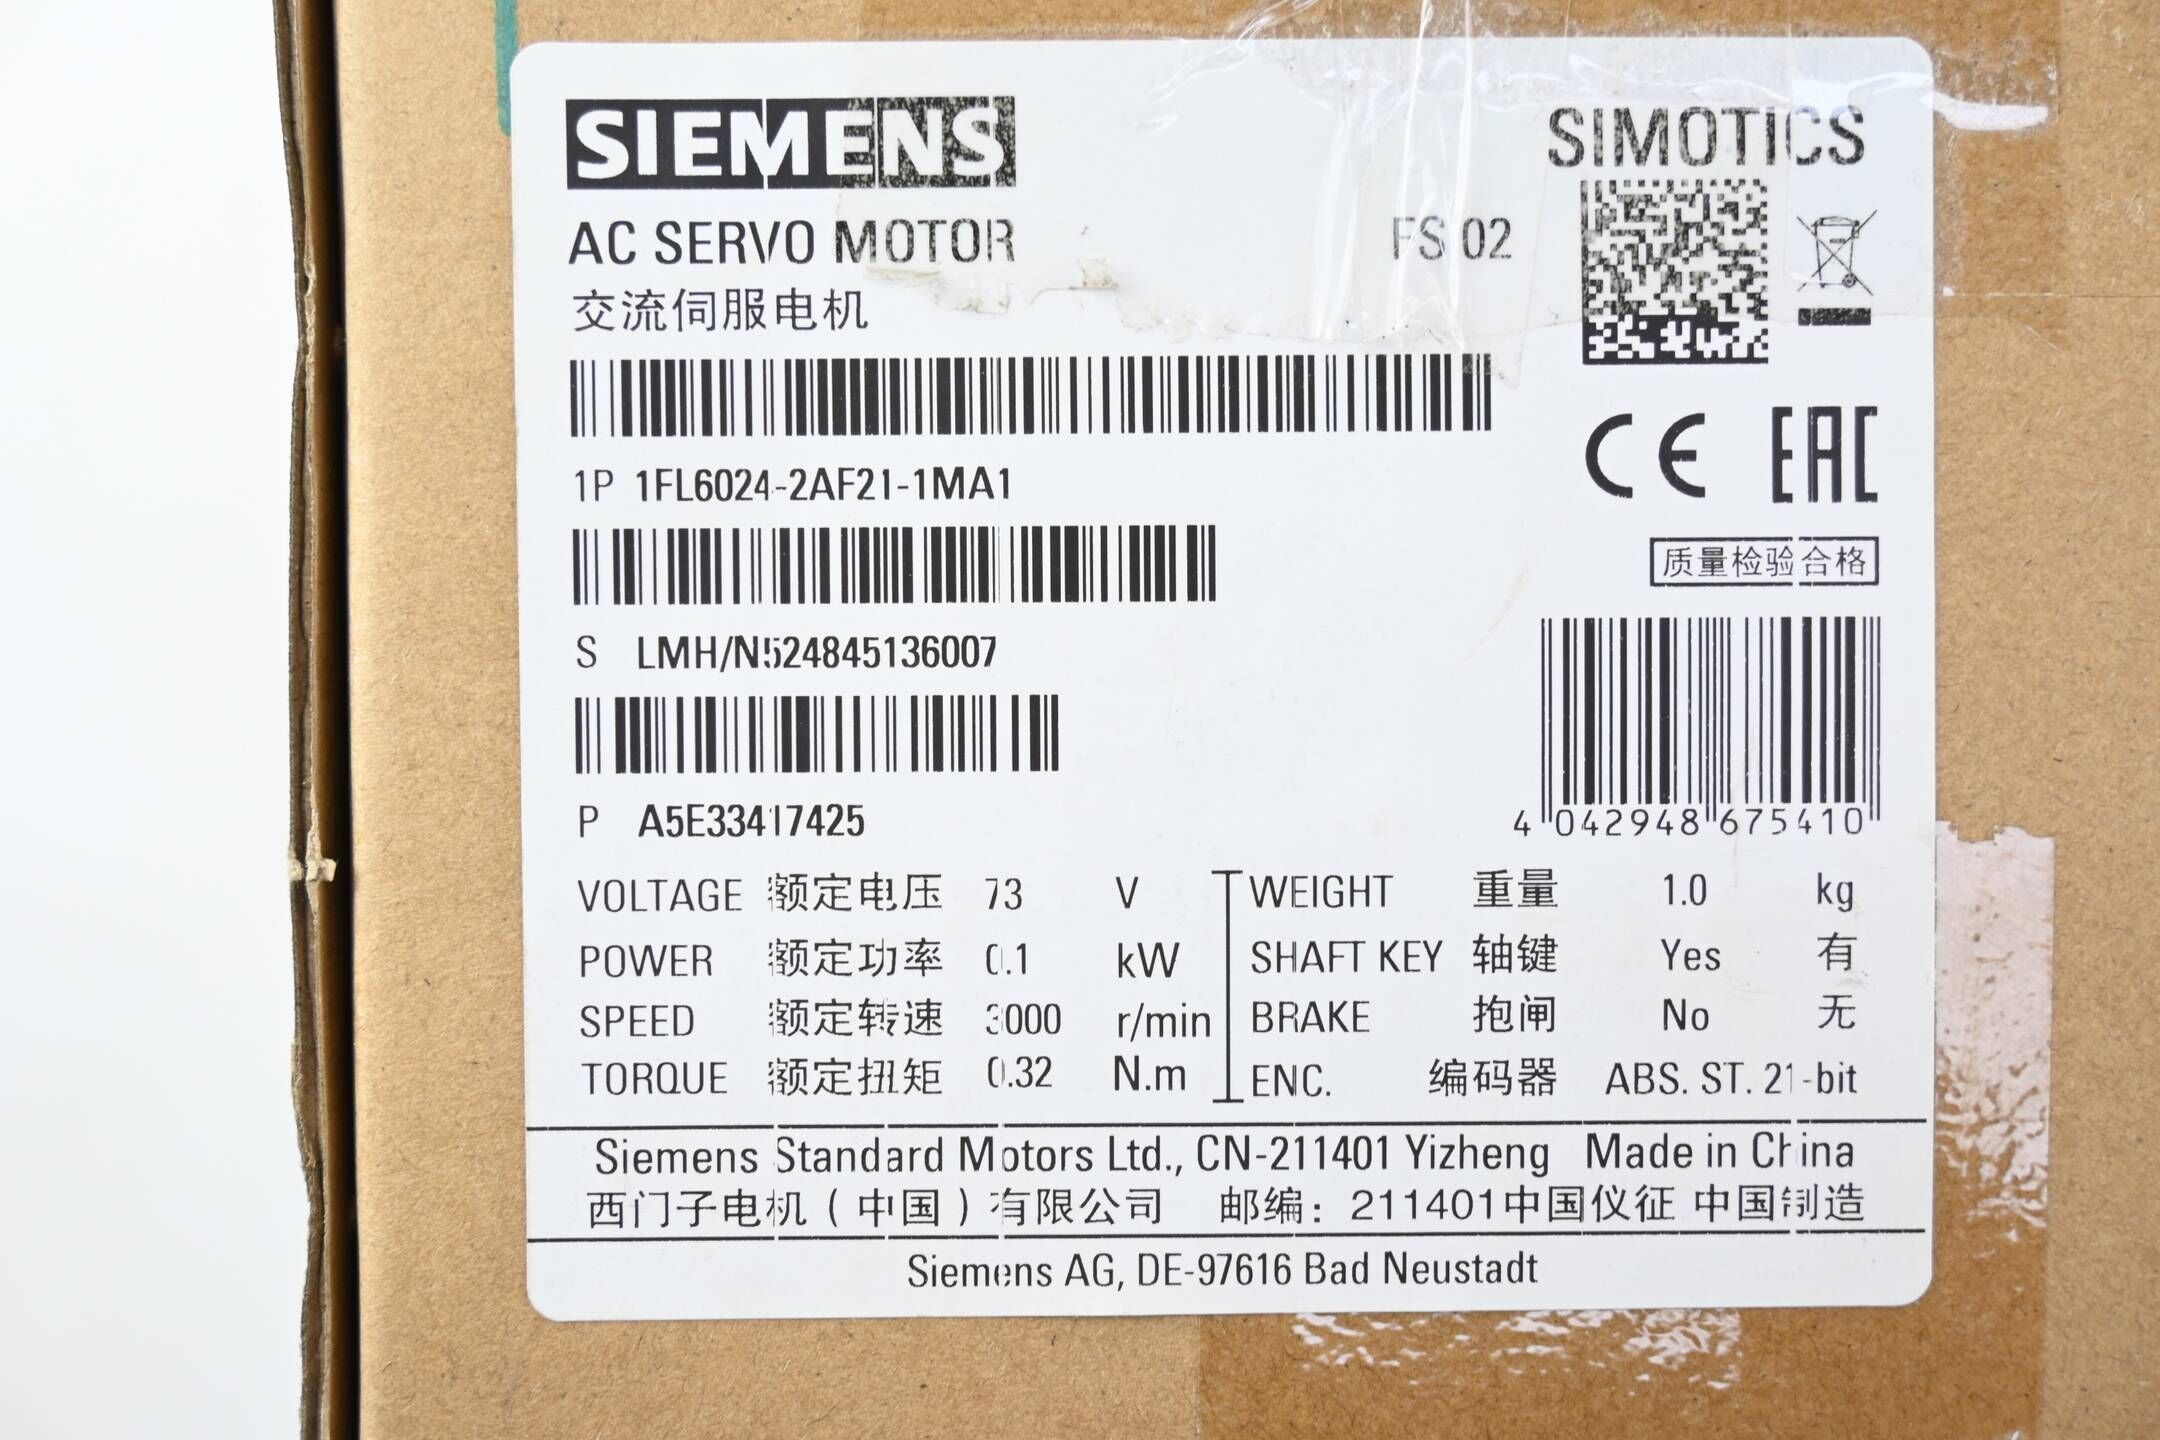 SIEMENS
SIMOTICS
AC SERVO MOTOR FS 02
交流伺服电机
1P 1FL6024-2AF21-1MA1
CE EAC
质量检验合格
S LMH/N524845136007
P A5E33417425
4 042948 675410
VOLTAGE 额定电压 73 V WEIGHT 重量 1.0 kg
POWER 额定功率 0.1 kW SHAFT KEY 轴键 Yes 有
SPEED 额定转速 3000 r/min BRAKE 抱闸 No 无
TORQUE 额定扭矩 0.32 N.m ENC. 编码器 ABS. ST. 21-bit
Siemens Standard Motors Ltd., CN-211401 Yizheng Made in China
西门子电机（中国）有限公司 邮编：211401中国仪征 中国制造
Siemens AG, DE-97616 Bad Neustadt